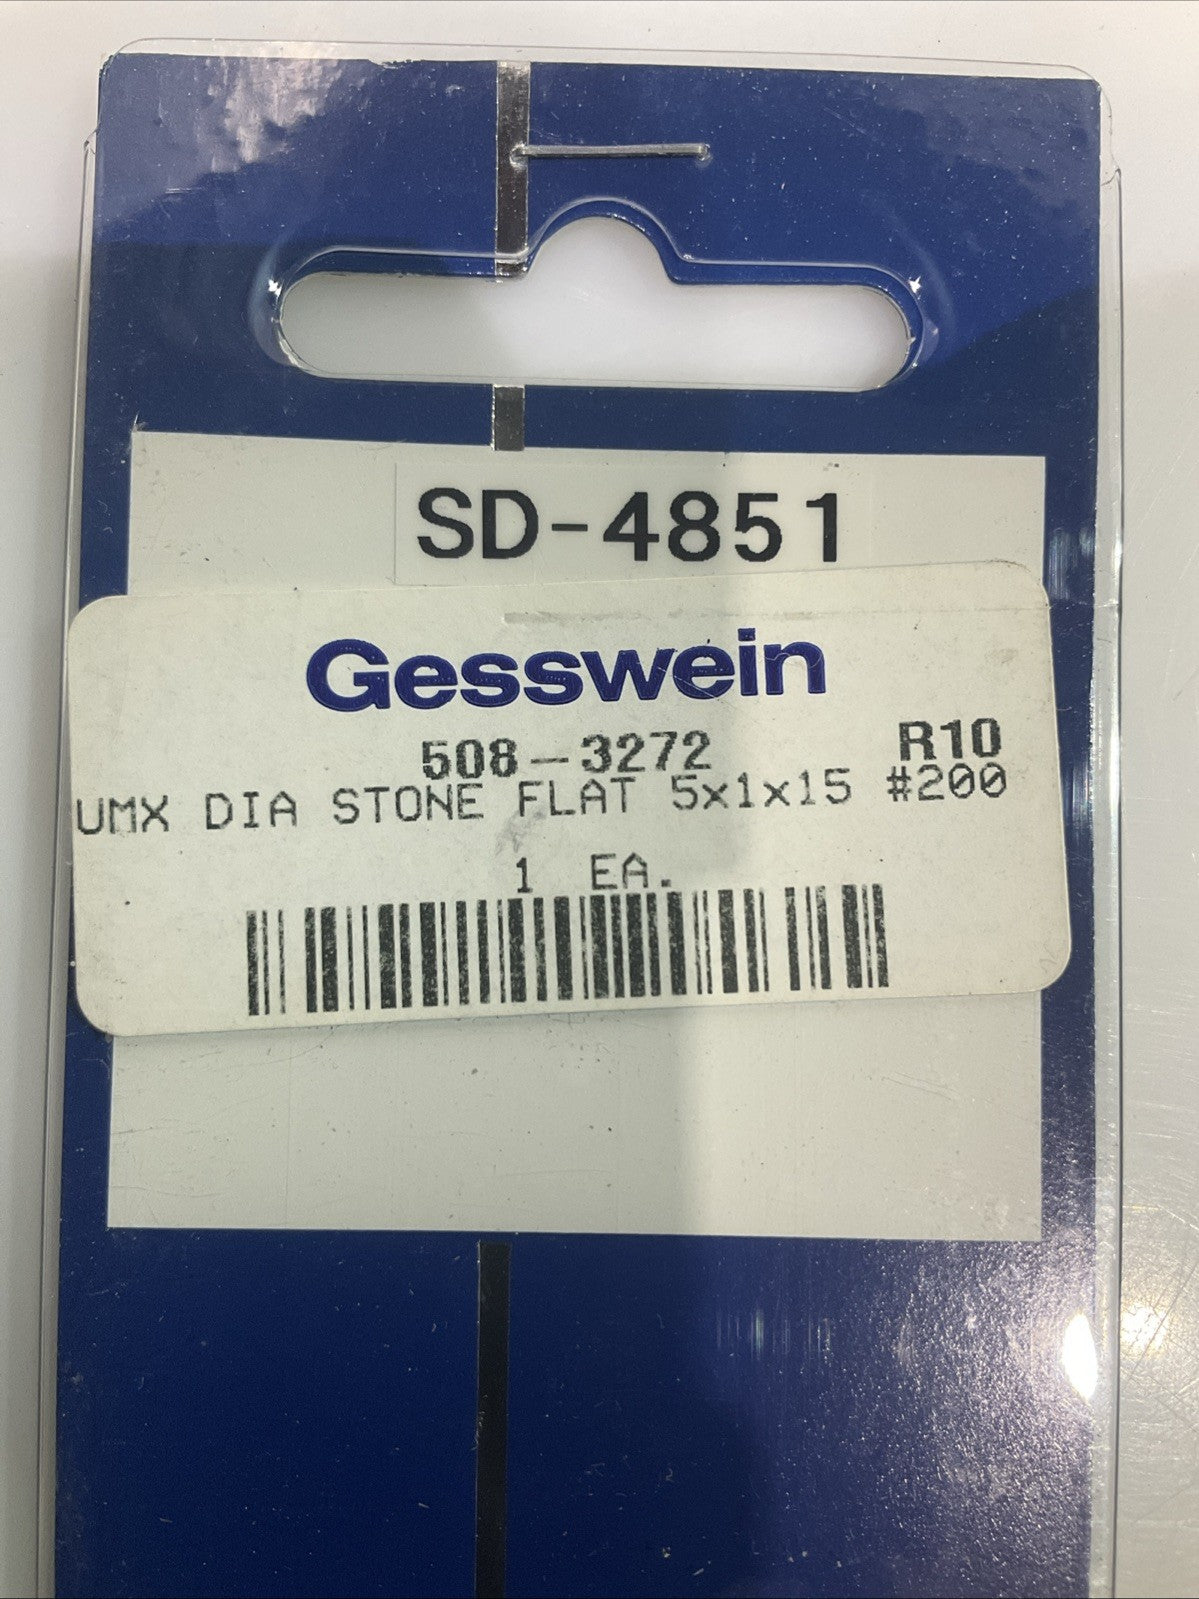 SD-4851
Gesswein
508-3272 R10
UMX DIA STONE FLAT 5x1x15 #200
1 EA.